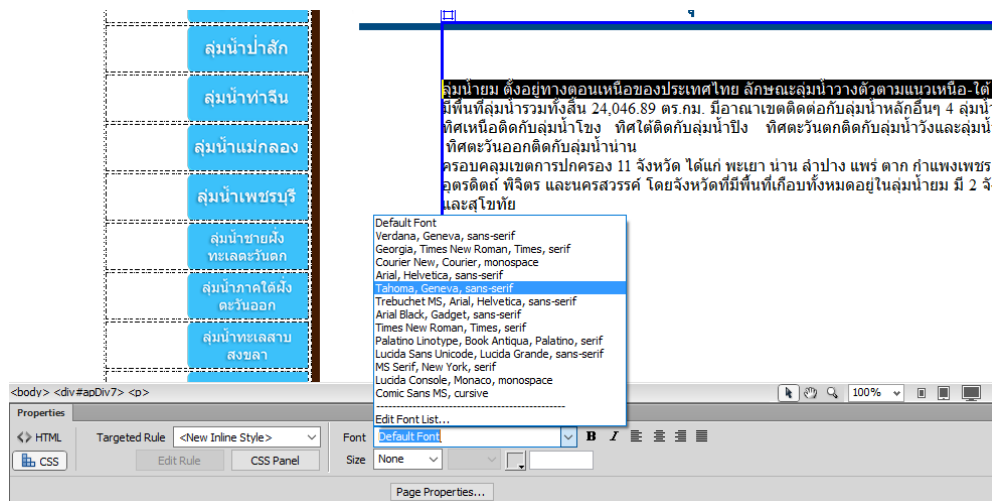 ลุ่มน้ำป่าสัก
ลุ่มน้ำท่าจีน
ลุ่มน้ำแม่กลอง
ลุ่มน้ำเพชรบุรี
ลุ่มน้ำชายฝั่ง
ทะเลตะวันตก
ลุ่มน้ำภาคใต้ฝั่ง
ตะวันออก
ลุ่มน้ำทะเลสาบ
สงขลา
ลุ่มน้ำยม ตั้งอยู่ทางตอนเหนือของประเทศไทย ลักษณะลุ่มน้ำวางตัวตามแนวเหนือ-ใต้
มีพื้นที่ลุ่มน้ำรวมทั้งสิ้น 24,046.89 ตร.กม. มีอาณาเขตติดต่อกับลุ่มน้ำหลักอื่นๆ 4 ลุ่มน้ำ
ทิศเหนือติดกับลุ่มน้ำโขง ทิศใต้ติดกับลุ่มน้ำปิง ทิศตะวันตกติดกับลุ่มน้ำวังและลุ่มน้ำ
ทิศตะวันออกติดกับลุ่มน้ำน่าน
ครอบคลุมเขตการปกครอง 11 จังหวัด ได้แก่ พะเยา น่าน ลำปาง แพร่ ตาก กำแพงเพชร
อุตรดิตถ์ พิจิตร และนครสวรรค์ โดยจังหวัดที่มีพื้นที่เกือบทั้งหมดอยู่ในลุ่มน้ำยม มี 2 จั
และสุโขทัย
Default Font
Verdana, Geneva, sans-serif
Georgia, Times New Roman, Times, serif
Courier New, Courier, monospace
Arial, Helvetica, sans-serif
Tahoma, Geneva, sans-serif
Trebuchet MS, Arial, Helvetica, sans-serif
Arial Black, Gadget, sans-serif
Times New Roman, Times, serif
Palatino Linotype, Book Antiqua, Palatino, serif
Lucida Sans Unicode, Lucida Grande, sans-serif
MS Serif, New York, serif
Lucida Console, Monaco, monospace
Comic Sans MS, cursive
Edit Font List...
<body> <div#apDiv7> <p>
100%
Properties
<> HTML Targeted Rule <New Inline Style> Font Default Font B I
CSS Edit Rule CSS Panel Size None
Page Properties...